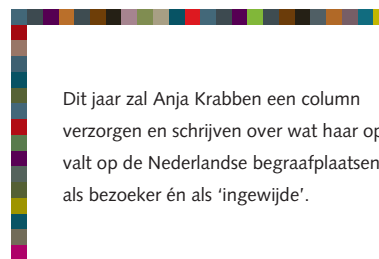 Dit jaar zal Anja Krabben een column
verzorgen en schrijven over wat haar op
valt op de Nederlandse begraafplaatsen
als bezoeker én als ‘ingewijde’.